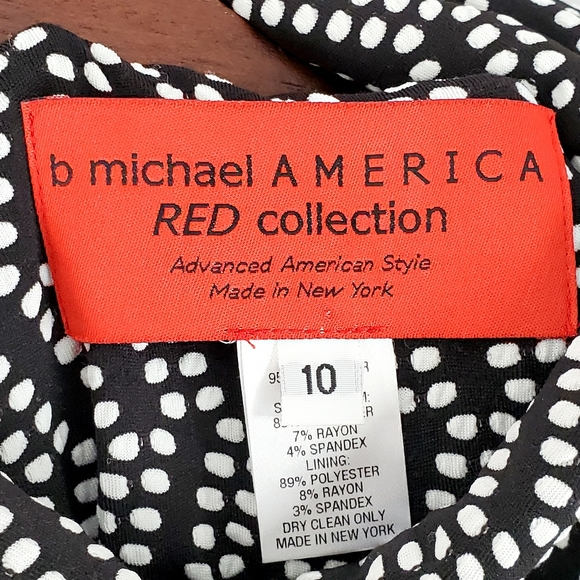 b michael AMERICA
RED collection
Advanced American Style
Made in New York
10
7% RAYON
4% SPANDEX
LINING:
89% POLYESTER
8% RAYON
3% SPANDEX
DRY CLEAN ONLY
MADE IN NEW YORK